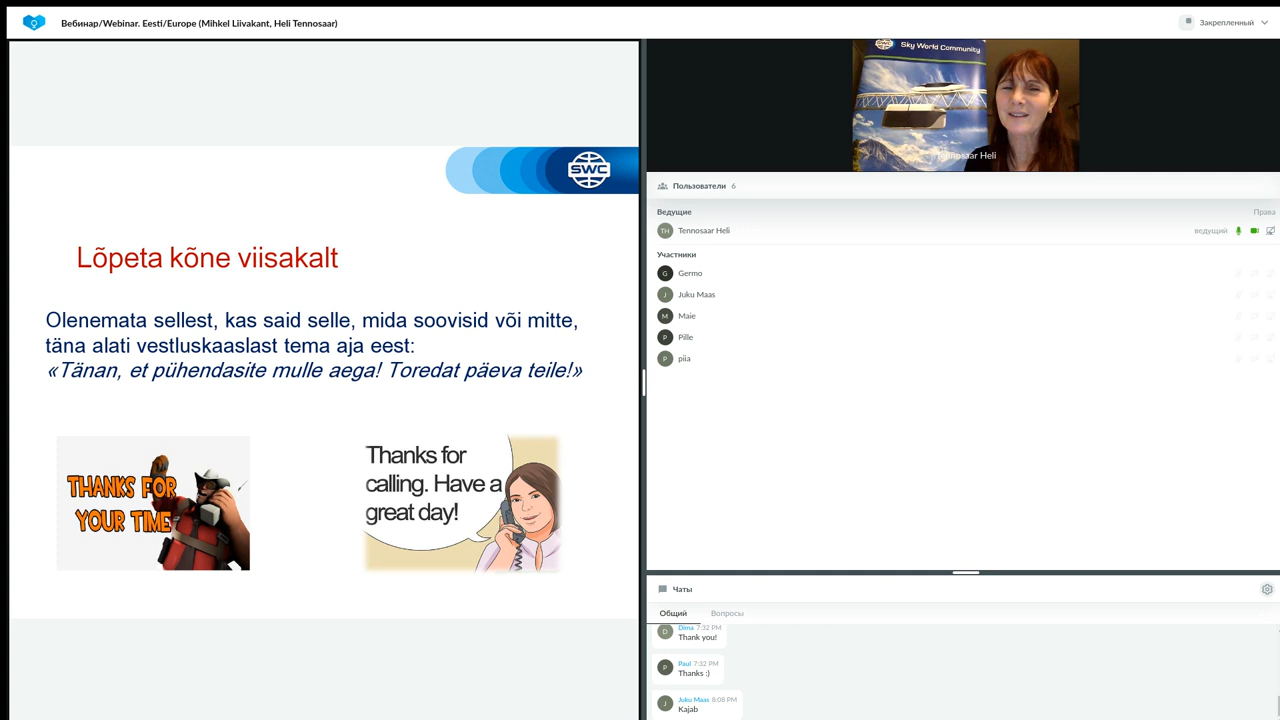 Вебинар/Webinar. Eesti/Europe (Mihkel Liivakant, Heli Tennosaar)
Закрепленный
SWC
Lõpeta kõne viisakalt
Olenemata sellest, kas said selle, mida soovisid või mitte,
täna alati vestluskaaslast tema aja eest:
«Tänan, et pühendasite mulle aega! Toredat päeva teile!»
THANKS FOR
YOUR TIME
Thanks for
calling. Have a
great day!
SWC
Sky World Community
Tennosaar Heli
Пользователи 6
Ведущие
Права
TH Tennosaar Heli ведущий
Участники
G Germo
J Juku Maas
M Maie
P Pille
P piia
Чаты
Общий Вопросы
D Dima 7:32 PM
Thank you!
P Paul 7:32 PM
Thanks :)
J Juku Maas 8:08 PM
Kajab